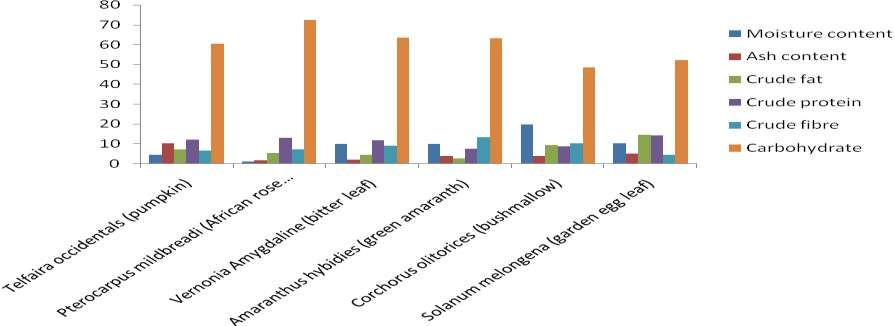 80
70
60
50
40
30
20
10
0
Telfaira occidentals (pumpkin)
Pterocarpus mildbreadi (African rose...
Vernonia Amygdaline (bitter leaf)
Amaranthus hybidies (green amaranth)
Corchorus olitorices (bushmallow)
Solanum melongena (garden egg leaf)
Moisture content
Ash content
Crude fat
Crude protein
Crude fibre
Carbohydrate